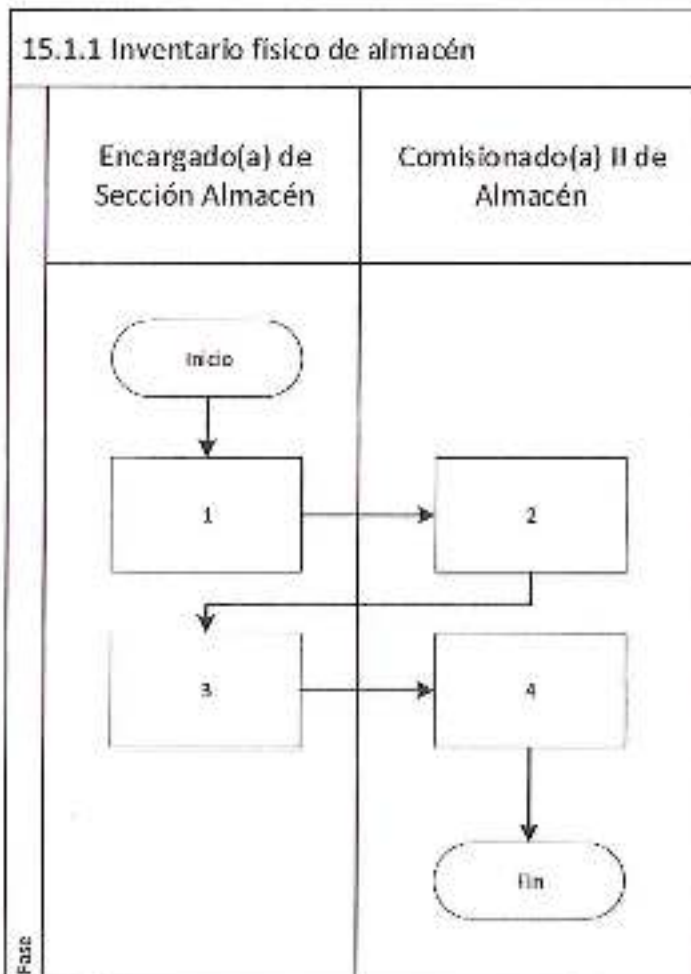 15.1.1 Inventario físico de almacén
Encargado(a) de
Sección Almacén
Comisionado(a) II de
Almacén
Inicio
1
2
3
4
Fin
Fase